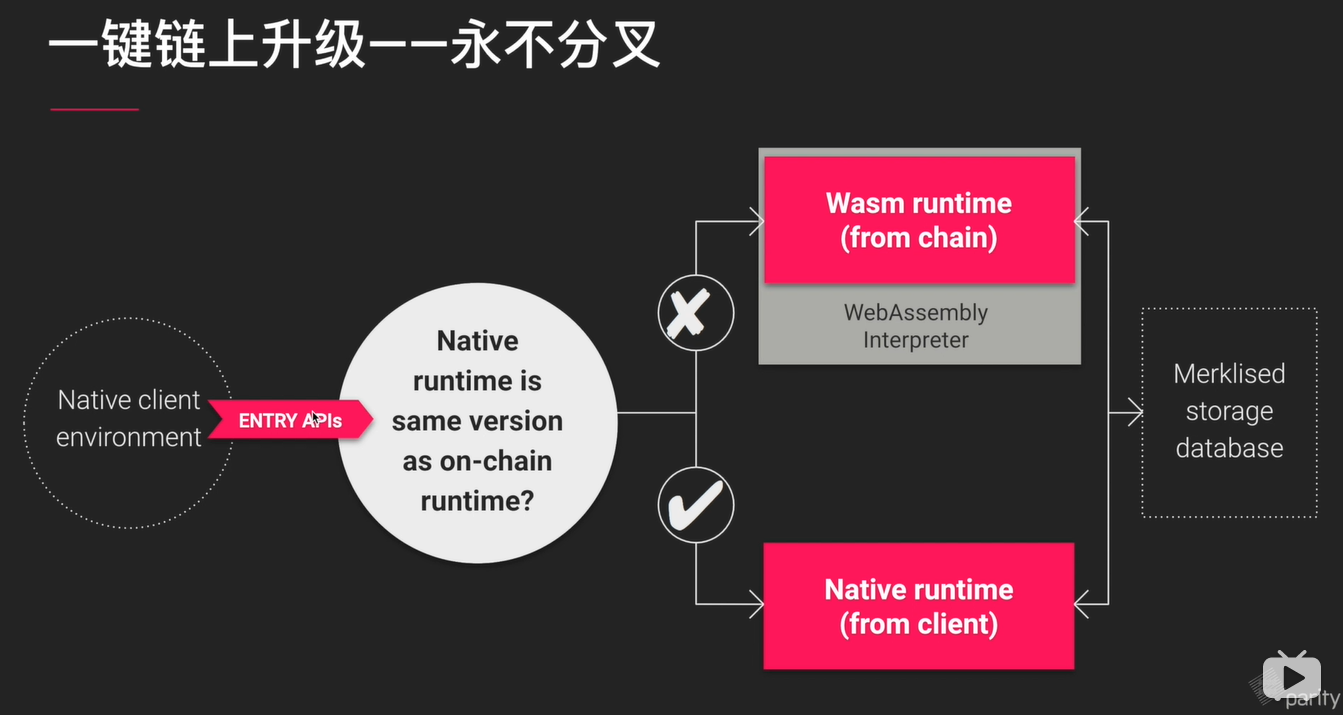 一键链上升级——永不分叉
Wasm runtime
(from chain)
WebAssembly
Interpreter
Native
runtime is
same version
as on-chain
runtime?
Native client
environment
ENTRY APIs
Merklised
storage
database
Native runtime
(from client)
parity